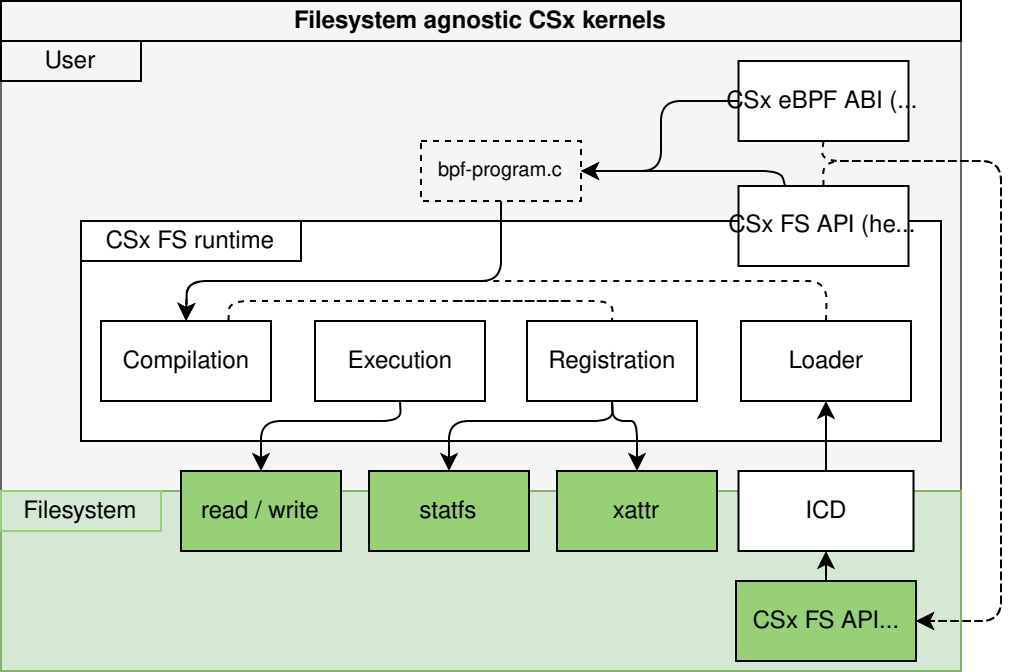 Filesystem agnostic CSx kernels
User
CSx eBPF ABI (...
bpf-program.c
CSx FS API (he...
CSx FS runtime
Compilation
Execution
Registration
Loader
Filesystem
read / write
statfs
xattr
ICD
CSx FS API...